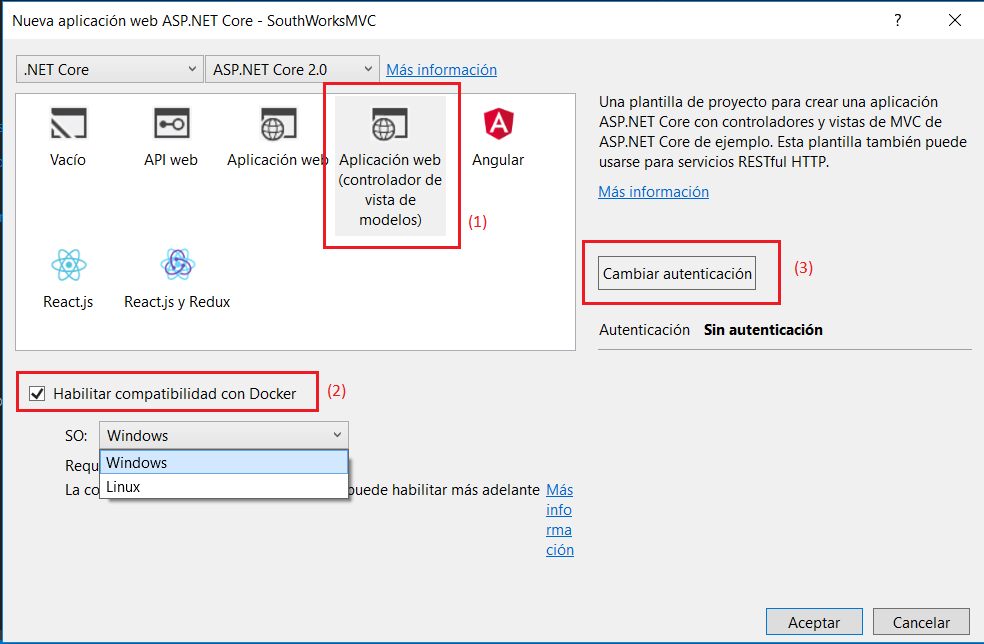 Nueva aplicación web ASP.NET Core - SouthWorksMVC
?
.NET Core
ASP.NET Core 2.0
Más información
Vacío
API web
Aplicación web
Aplicación web
(controlador de
vista de
modelos)
Angular
(1)
React.js
React.js y Redux
Una plantilla de proyecto para crear una aplicación
ASP.NET Core con controladores y vistas de MVC de
ASP.NET Core de ejemplo. Esta plantilla también puede
usarse para servicios RESTful HTTP.
Más información
Cambiar autenticación
(3)
Autenticación Sin autenticación
Habilitar compatibilidad con Docker
(2)
SO: Windows
Windows
Linux
Requ
La co
puede habilitar más adelante
Más
info
rma
ción
Aceptar
Cancelar